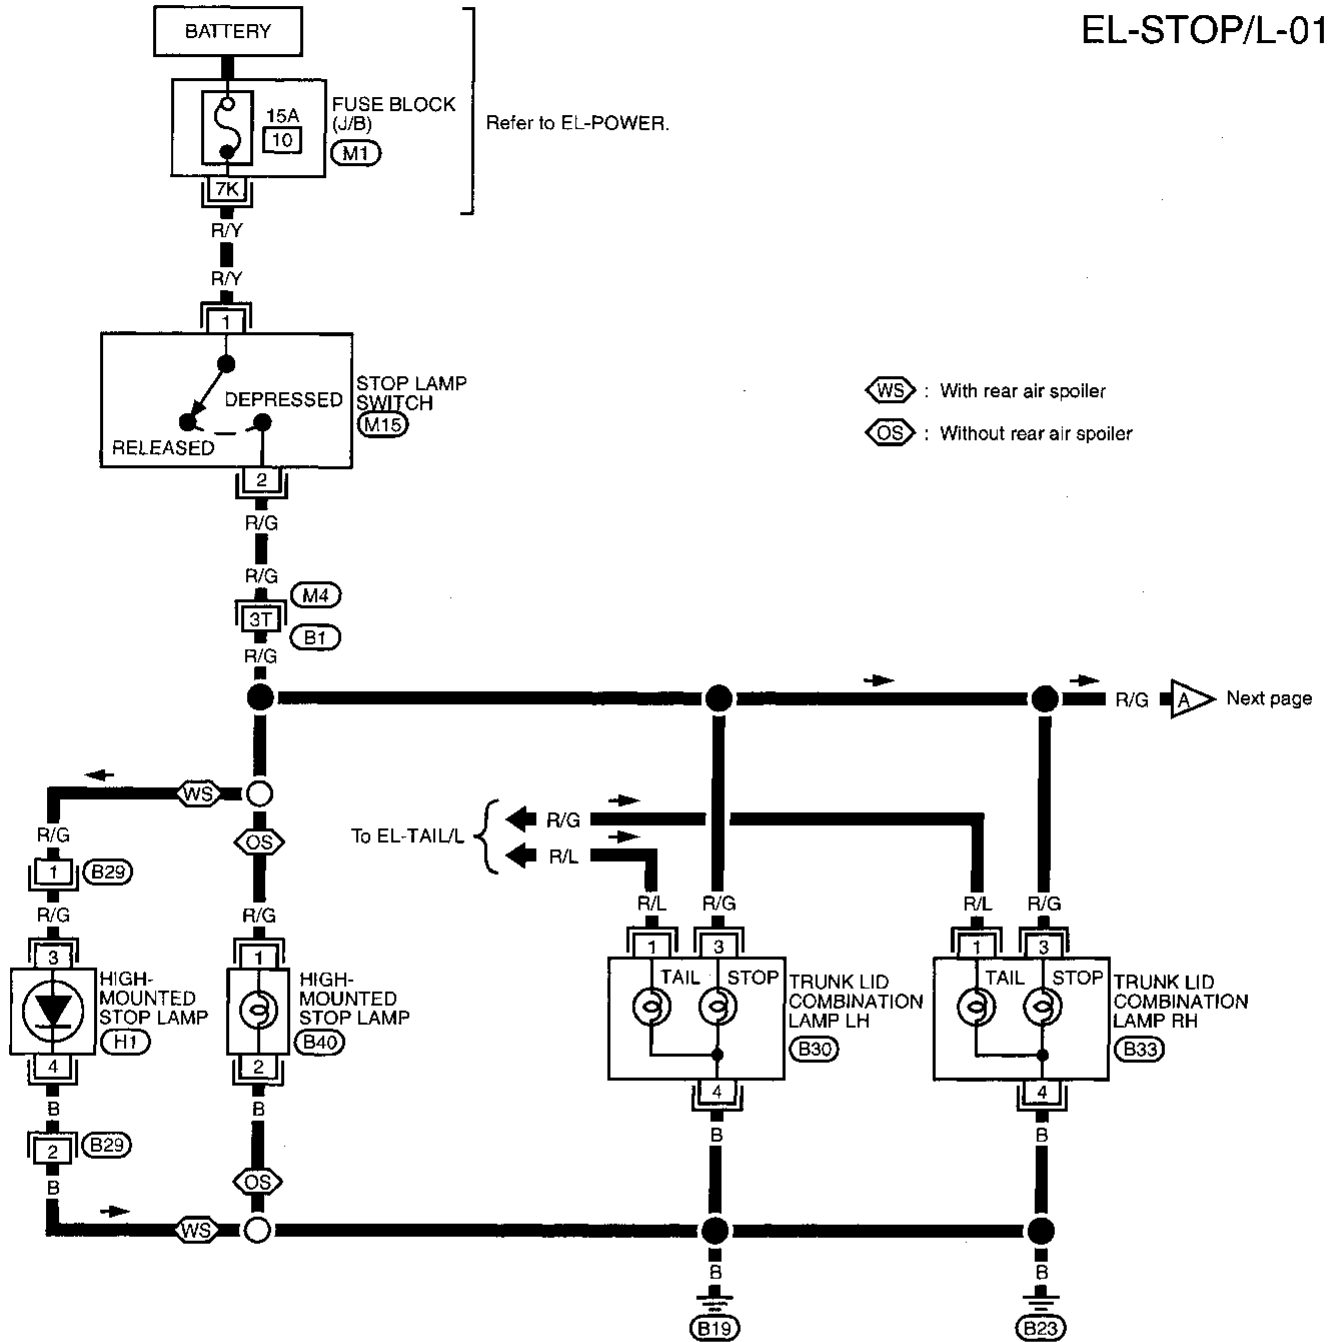 EL-STOP/L-01
BATTERY
15A
10
FUSE BLOCK
(J/B)
M1
Refer to EL-POWER.
7K
R/Y
R/Y
1
DEPRESSED
RELEASED
STOP LAMP
SWITCH
M15
WS : With rear air spoiler
OS : Without rear air spoiler
2
R/G
R/G
M4
3T
B1
R/G
R/G
A
Next page
WS
OS
To EL-TAIL/L
R/G
R/L
R/G
1
B29
R/G
R/G
R/L
R/G
R/L
R/G
3
1
1
3
1
3
HIGH-
MOUNTED
STOP LAMP
H1
HIGH-
MOUNTED
STOP LAMP
B40
TAIL
STOP
TRUNK LID
COMBINATION
LAMP LH
B30
TAIL
STOP
TRUNK LID
COMBINATION
LAMP RH
B33
4
2
4
4
B
B
B
B
2
B29
B
OS
WS
B
B
B19
B23